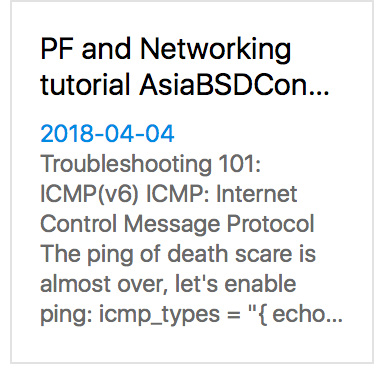 PF and Networking
tutorial AsiaBSDCon...
2018-04-04
Troubleshooting 101:
ICMP(v6) ICMP: Internet
Control Message Protocol
The ping of death scare is
almost over, let's enable
ping: icmp_types = "{ echo...